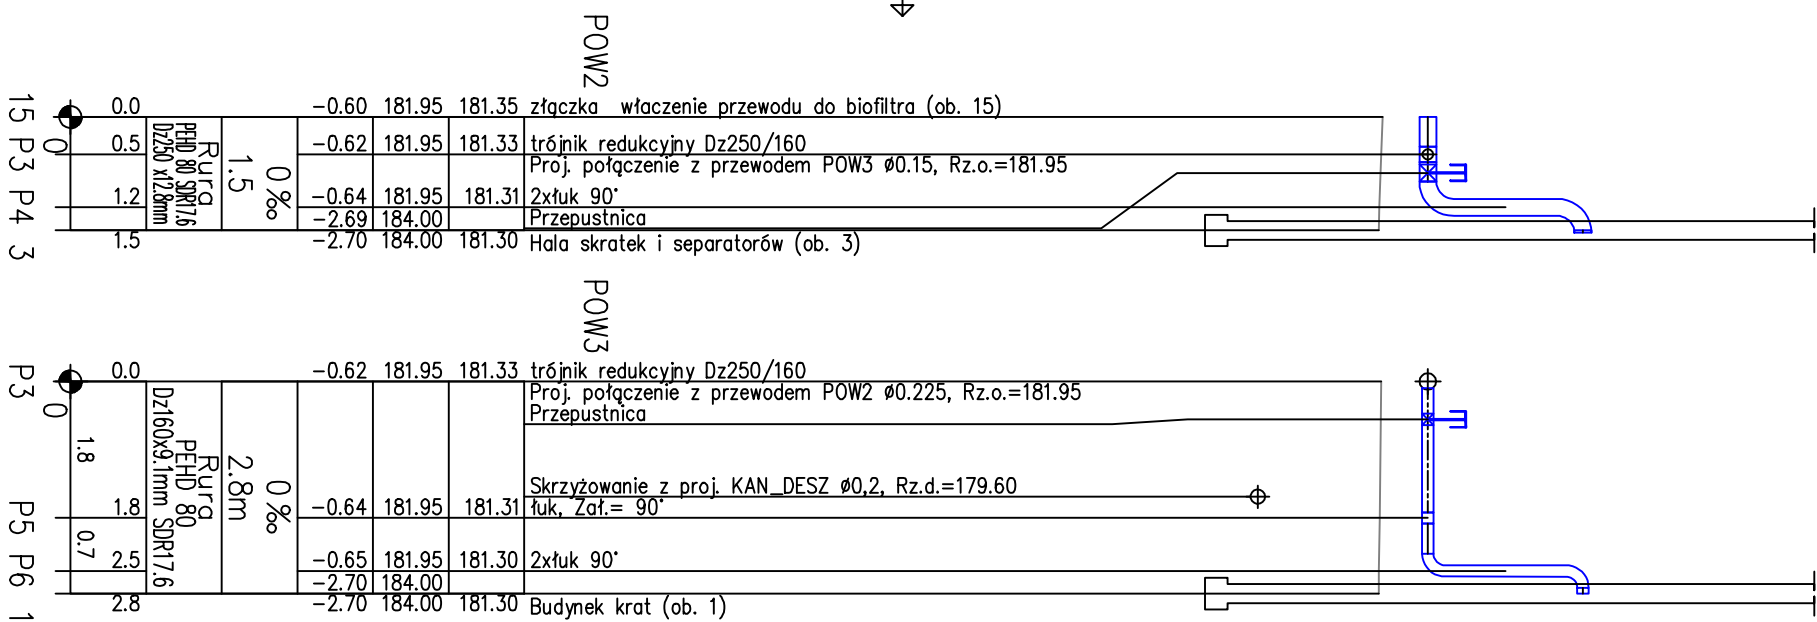 POW2
15 0.0 -0.60 181.95 181.35 złączka właczenie przewodu do biofiltra (ob. 15)
0
P3 0.5 -0.62 181.95 181.33 trójnik redukcyjny Dz250/160
Proj. połączenie z przewodem POW3 ø0.15, Rz.o.=181.95
P4 1.2 -0.64 181.95 181.31 2xłuk 90°
-2.69 184.00 Przepustnica
3 1.5 -2.70 184.00 181.30 Hala skratek i separatorów (ob. 3)
0‰
1.5
Rura
PEHD 80 SDR17.6
Dz250 x12.8mm
POW3
P3 0.0 -0.62 181.95 181.33 trójnik redukcyjny Dz250/160
0
Proj. połączenie z przewodem POW2 ø0.225, Rz.o.=181.95
Przepustnica
Skrzyżowanie z proj. KAN_DESZ ø0,2, Rz.d.=179.60
P5 1.8 -0.64 181.95 181.31 łuk, Zał.= 90°
P6 2.5 -0.65 181.95 181.30 2xłuk 90°
-2.70 184.00
1 2.8 -2.70 184.00 181.30 Budynek krat (ob. 1)
0‰
2.8m
Rura
PEHD 80
Dz160x9.1mm SDR17.6
1.8
0.7